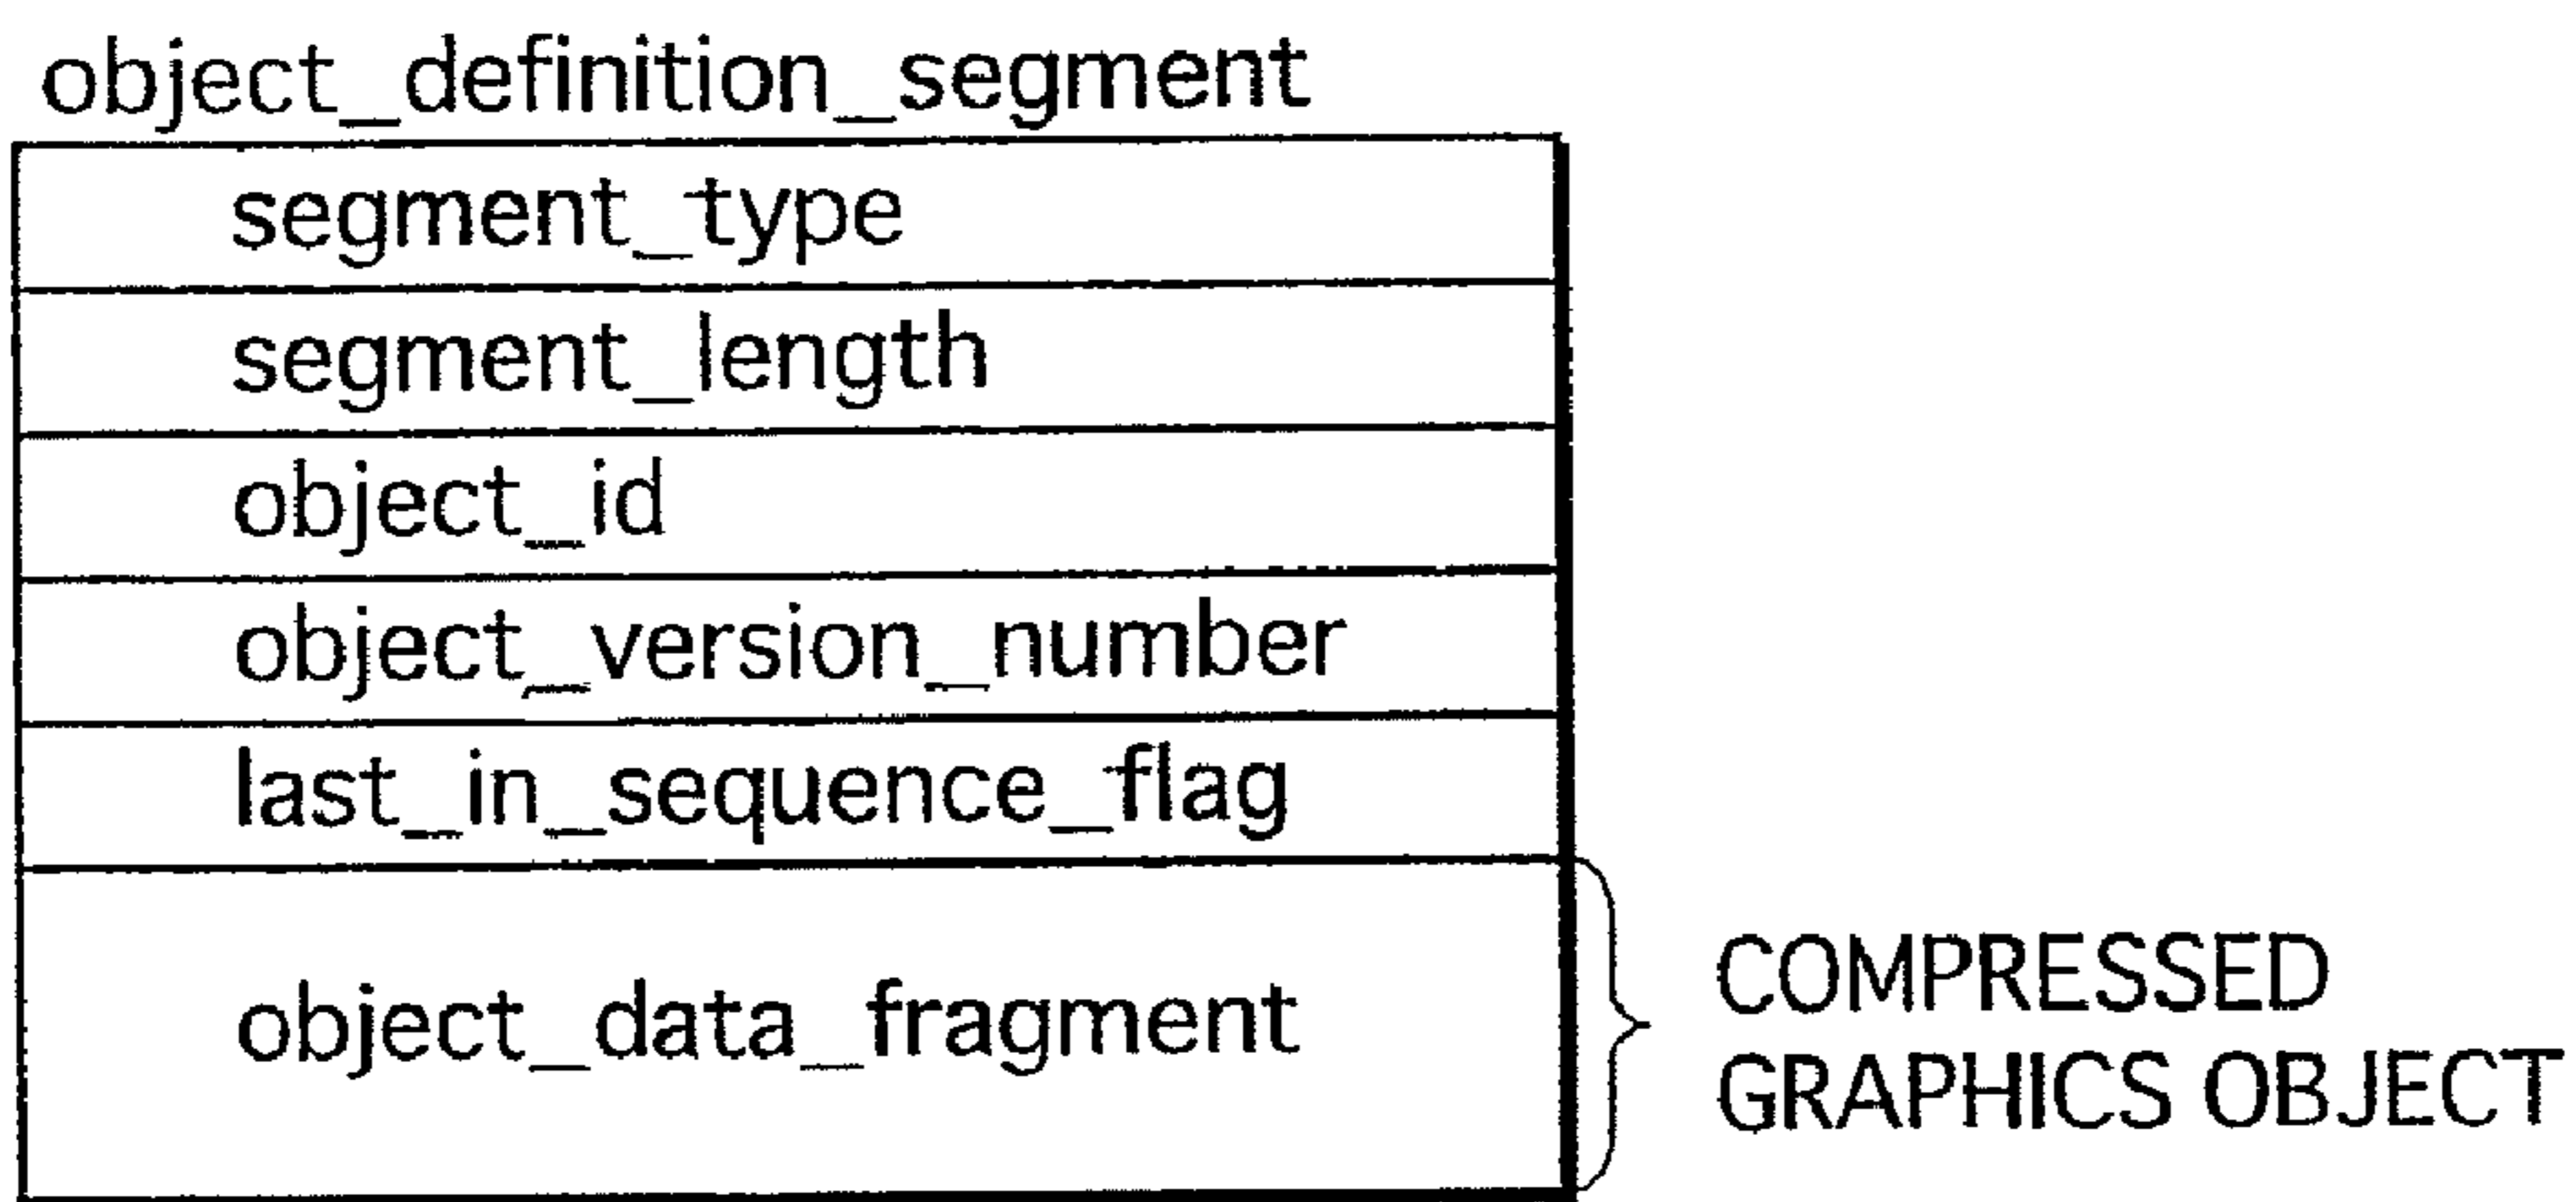 object_definition_segment
segment_type
segment_length
object_id
object_version_number
last_in_sequence_flag
object_data_fragment
COMPRESSED
GRAPHICS OBJECT